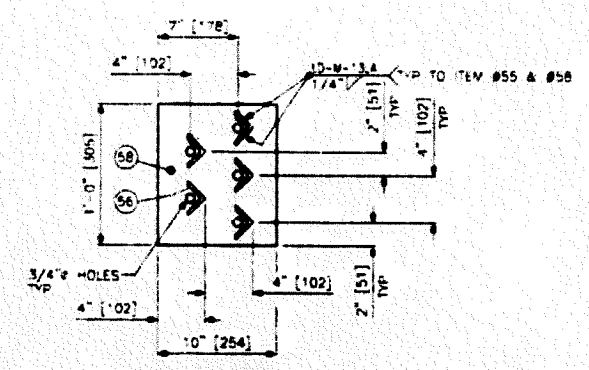 7" [178]
4" [102]
1/4"
TYP TO ITEM #55 & #58
2" [51]
TYP
4" [102]
TYP
1'-0" [305]
58
56
3/4"ø HOLES
TYP
4" [102]
4" [102]
2" [51]
TYP
10" [254]